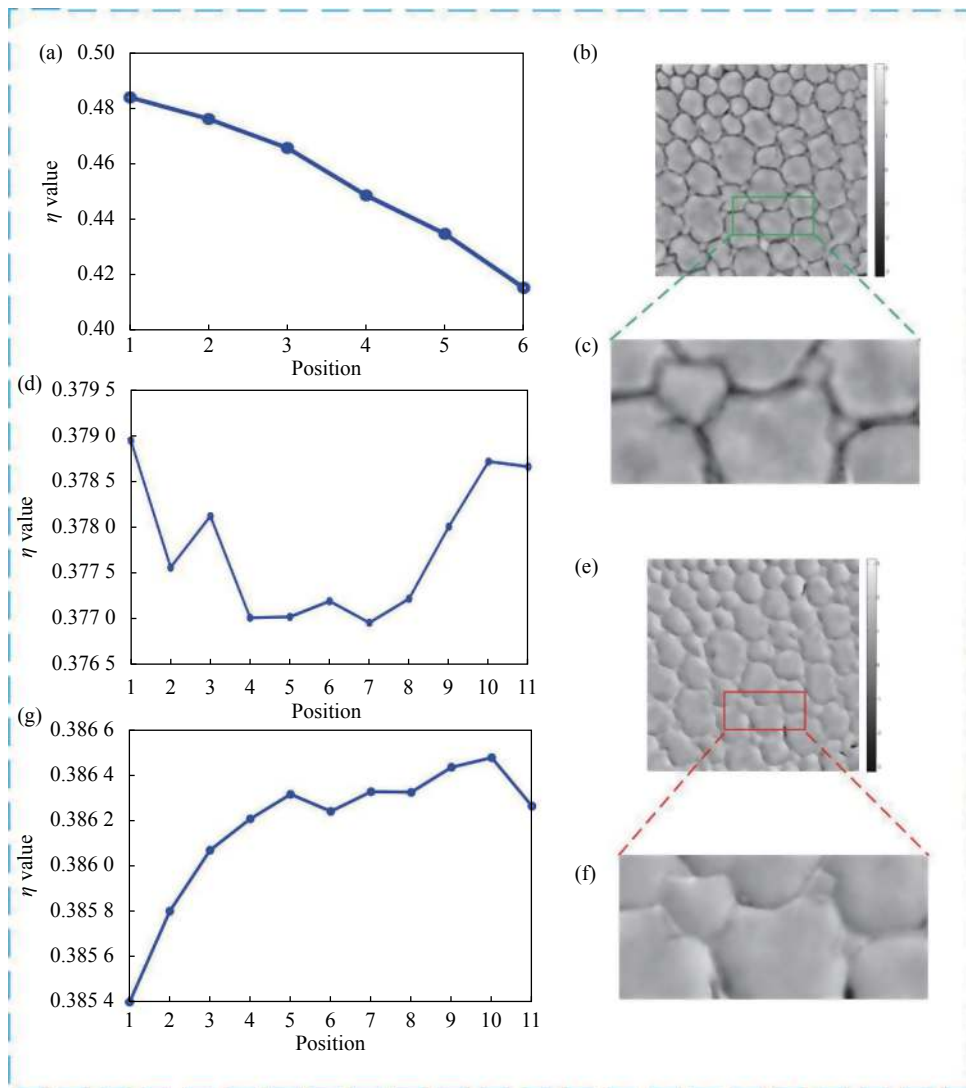 (a)
0.50
0.48
0.46
0.44
0.42
0.40
η value
1 2 3 4 5 6
Position
(b)
(c)
(d)
0.379 5
0.379 0
0.378 5
0.378 0
0.377 5
0.377 0
0.376 5
η value
1 2 3 4 5 6 7 8 9 10 11
Position
(e)
(f)
(g)
0.386 6
0.386 4
0.386 2
0.386 0
0.385 8
0.385 6
0.385 4
η value
1 2 3 4 5 6 7 8 9 10 11
Position